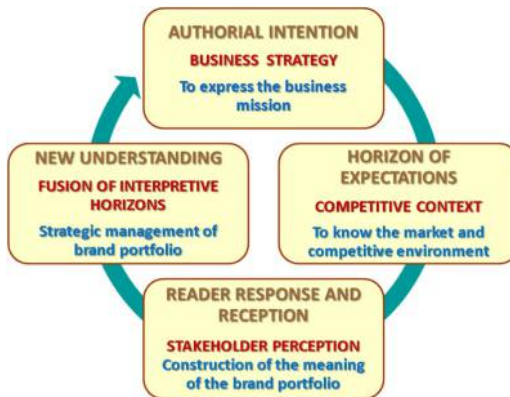 AUTHORIAL INTENTION
BUSINESS STRATEGY
To express the business
mission
NEW UNDERSTANDING
FUSION OF INTERPRETIVE
HORIZONS
Strategic management of
brand portfolio
HORIZON OF
EXPECTATIONS
COMPETITIVE CONTEXT
To know the market and
competitive environment
READER RESPONSE AND
RECEPTION
STAKEHOLDER PERCEPTION
Construction of the meaning
of the brand portfolio